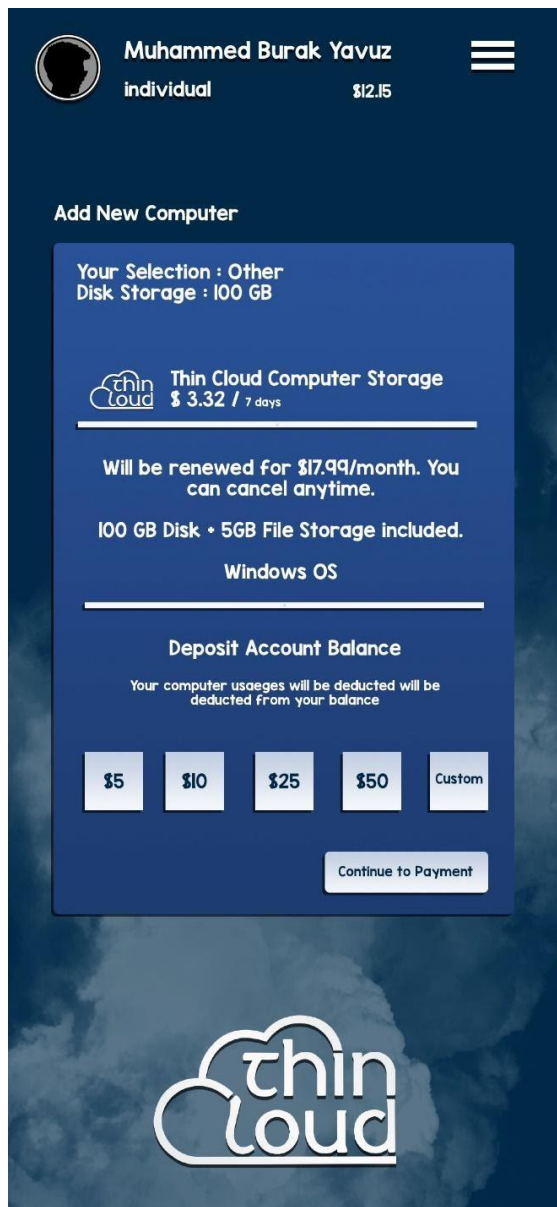 Muhammed Burak Yavuz
individual $12.15
Add New Computer
Your Selection : Other
Disk Storage : 100 GB
thin
cloud
Thin Cloud Computer Storage
$ 3.32 / 7 days
Will be renewed for $17.99/month. You
can cancel anytime.
100 GB Disk + 5GB File Storage included.
Windows OS
Deposit Account Balance
Your computer usaeges will be deducted will be
deducted from your balance
$5 $10 $25 $50 Custom
Continue to Payment
thin
cloud